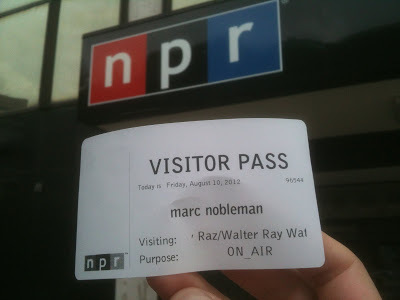 npr
VISITOR PASS
Today is Friday, August 10, 2012
96544
marc nobleman
Visiting: ' Raz/Walter Ray Wat
Purpose: ON_AIR
npr